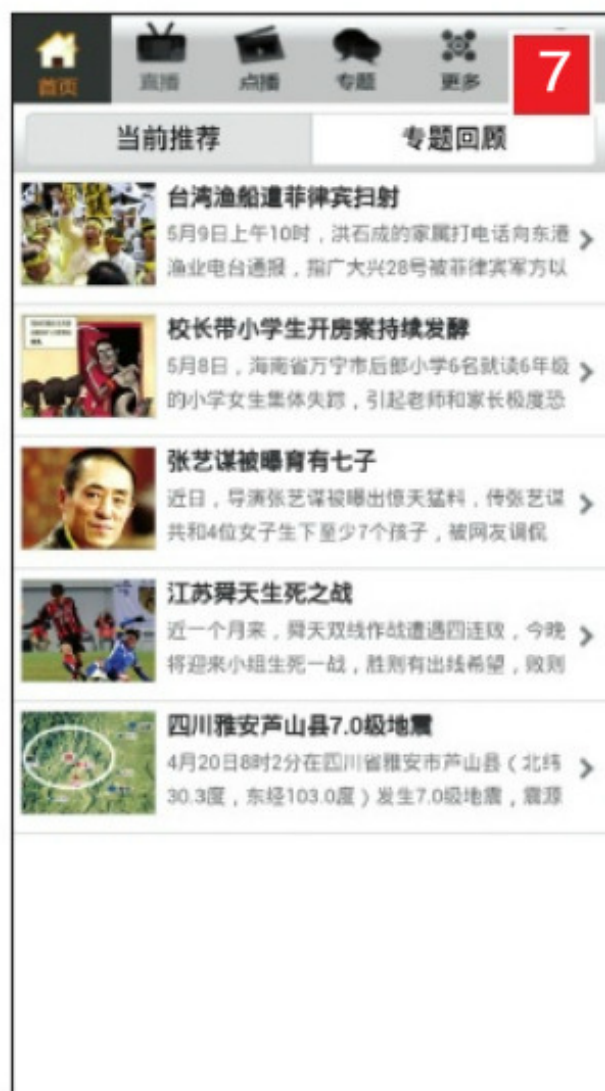 首页 直播 点播 专题 更多 7
当前推荐 专题回顾
台湾渔船遭菲律宾扫射
5月9日上午10时，洪石成的家属打电话向东港
渔业电台通报，指广大兴28号被菲律宾军方以
校长带小学生开房案持续发酵
5月8日，海南省万宁市后郎小学6名就读6年级
的小学女生集体失踪，引起老师和家长极度恐
张艺谋被曝育有七子
近日，导演张艺谋被曝出惊天猛料，传张艺谋
共和4位女子生下至少7个孩子，被网友调侃
江苏舜天生死之战
近一个月来，舜天双线作战遭遇四连败，今晚
将迎来小组生死一战，胜则有出线希望，败则
四川雅安芦山县7.0级地震
4月20日8时2分在四川省雅安市芦山县（北纬
30.3度，东经103.0度）发生7.0级地震，震源